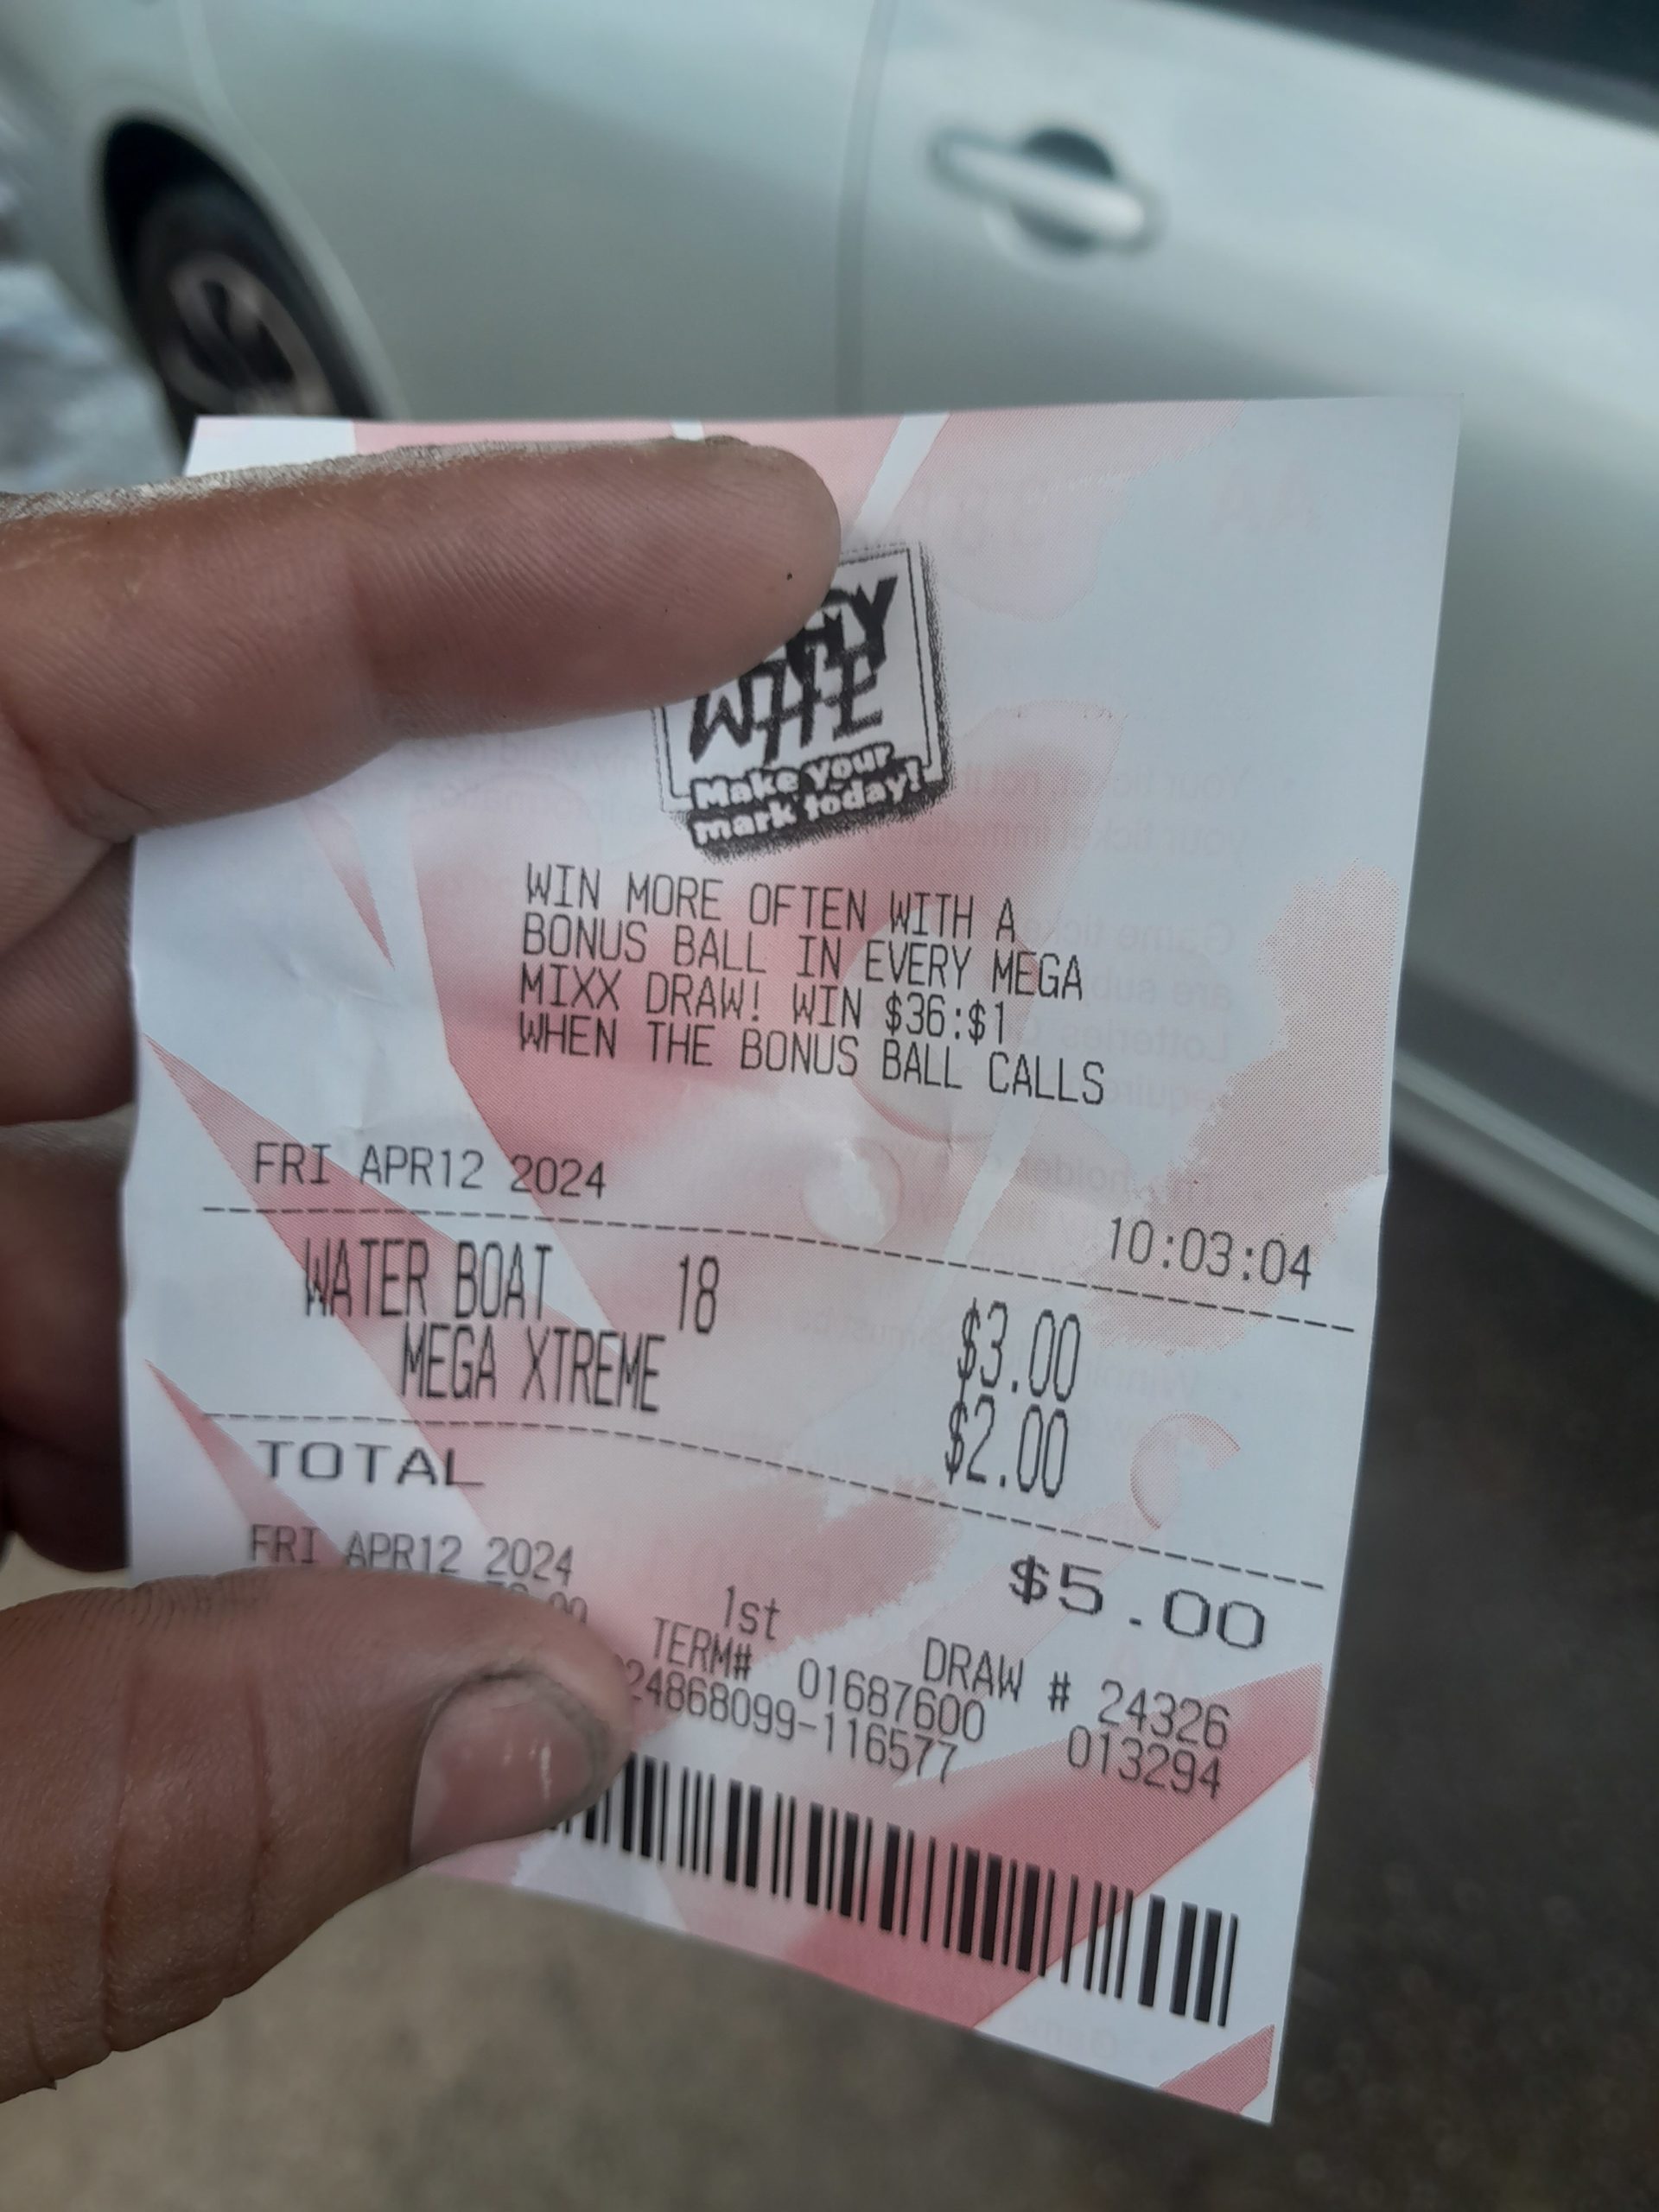 WHE
Make your
mark today!
WIN MORE OFTEN WITH A
BONUS BALL IN EVERY MEGA
MIXX DRAW! WIN $36:$1
WHEN THE BONUS BALL CALLS
FRI APR12 2024 10:03:04
WATER BOAT 18 $3.00
MEGA XTREME $2.00
TOTAL $5.00
FRI APR12 2024 1st DRAW # 24326
TERM# 01687600 013294
24868099-116577